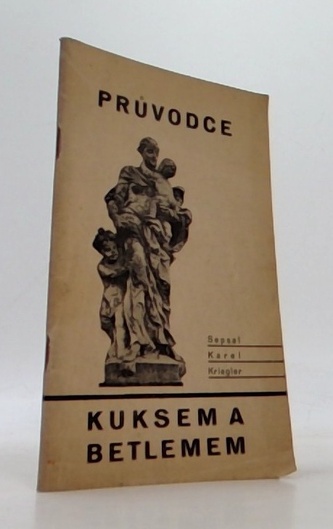 PRŮVODCE
Sepsal
Karel
Kriegler
KUKSEM A
BETLEMEM